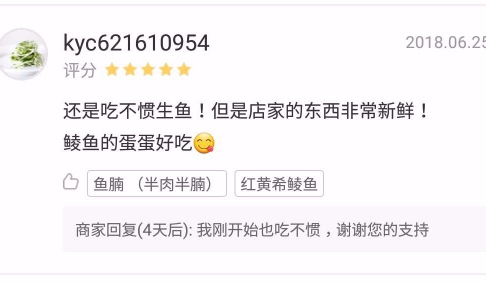 kyc621610954
2018.06.25
评分
还是吃不惯生鱼！但是店家的东西非常新鲜！
鲮鱼的蛋蛋好吃😋
鱼腩 （半肉半腩）
红黄希鲮鱼
商家回复(4天后): 我刚开始也吃不惯，谢谢您的支持